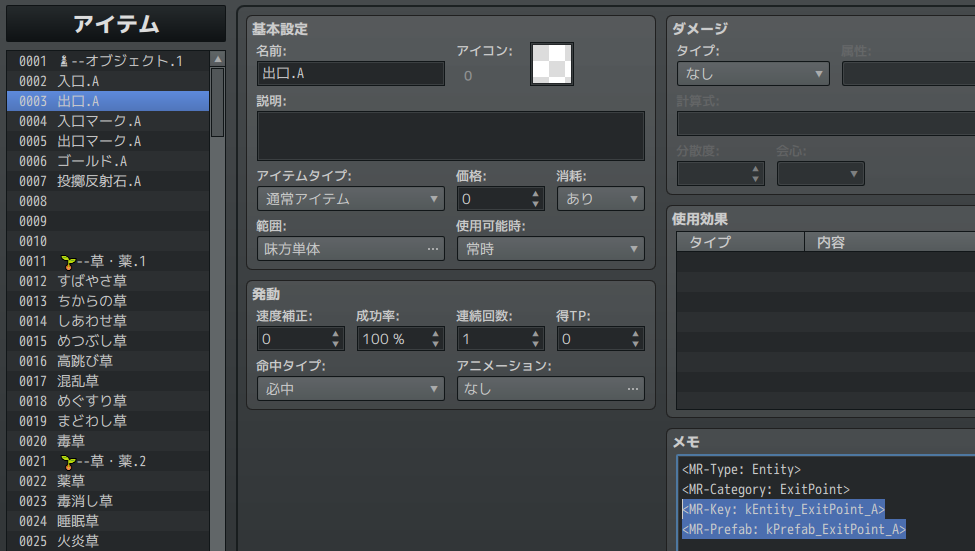 アイテム
0001 --オブジェクト.1
0002 入口.A
0003 出口.A
0004 入口マーク.A
0005 出口マーク.A
0006 ゴールド.A
0007 投擲反射石.A
0008
0009
0010
0011 --草・薬.1
0012 すばやさ草
0013 ちからの草
0014 しあわせ草
0015 めつぶし草
0016 高跳び草
0017 混乱草
0018 めぐすり草
0019 まどわし草
0020 毒草
0021 --草・薬.2
0022 薬草
0023 毒消し草
0024 睡眠草
0025 火炎草
基本設定
名前: アイコン:
出口.A 0
説明:
アイテムタイプ: 価格: 消耗:
通常アイテム 0 あり
範囲: 使用可能時:
味方単体 ... 常時
発動
速度補正: 成功率: 連続回数: 得TP:
0 100 % 1 0
命中タイプ: アニメーション:
必中 なし ...
ダメージ
タイプ: 属性:
なし
計算式:
分散度: 会心:
使用効果
タイプ 内容
メモ
<MR-Type: Entity>
<MR-Category: ExitPoint>
<MR-Key: kEntity_ExitPoint_A>
<MR-Prefab: kPrefab_ExitPoint_A>